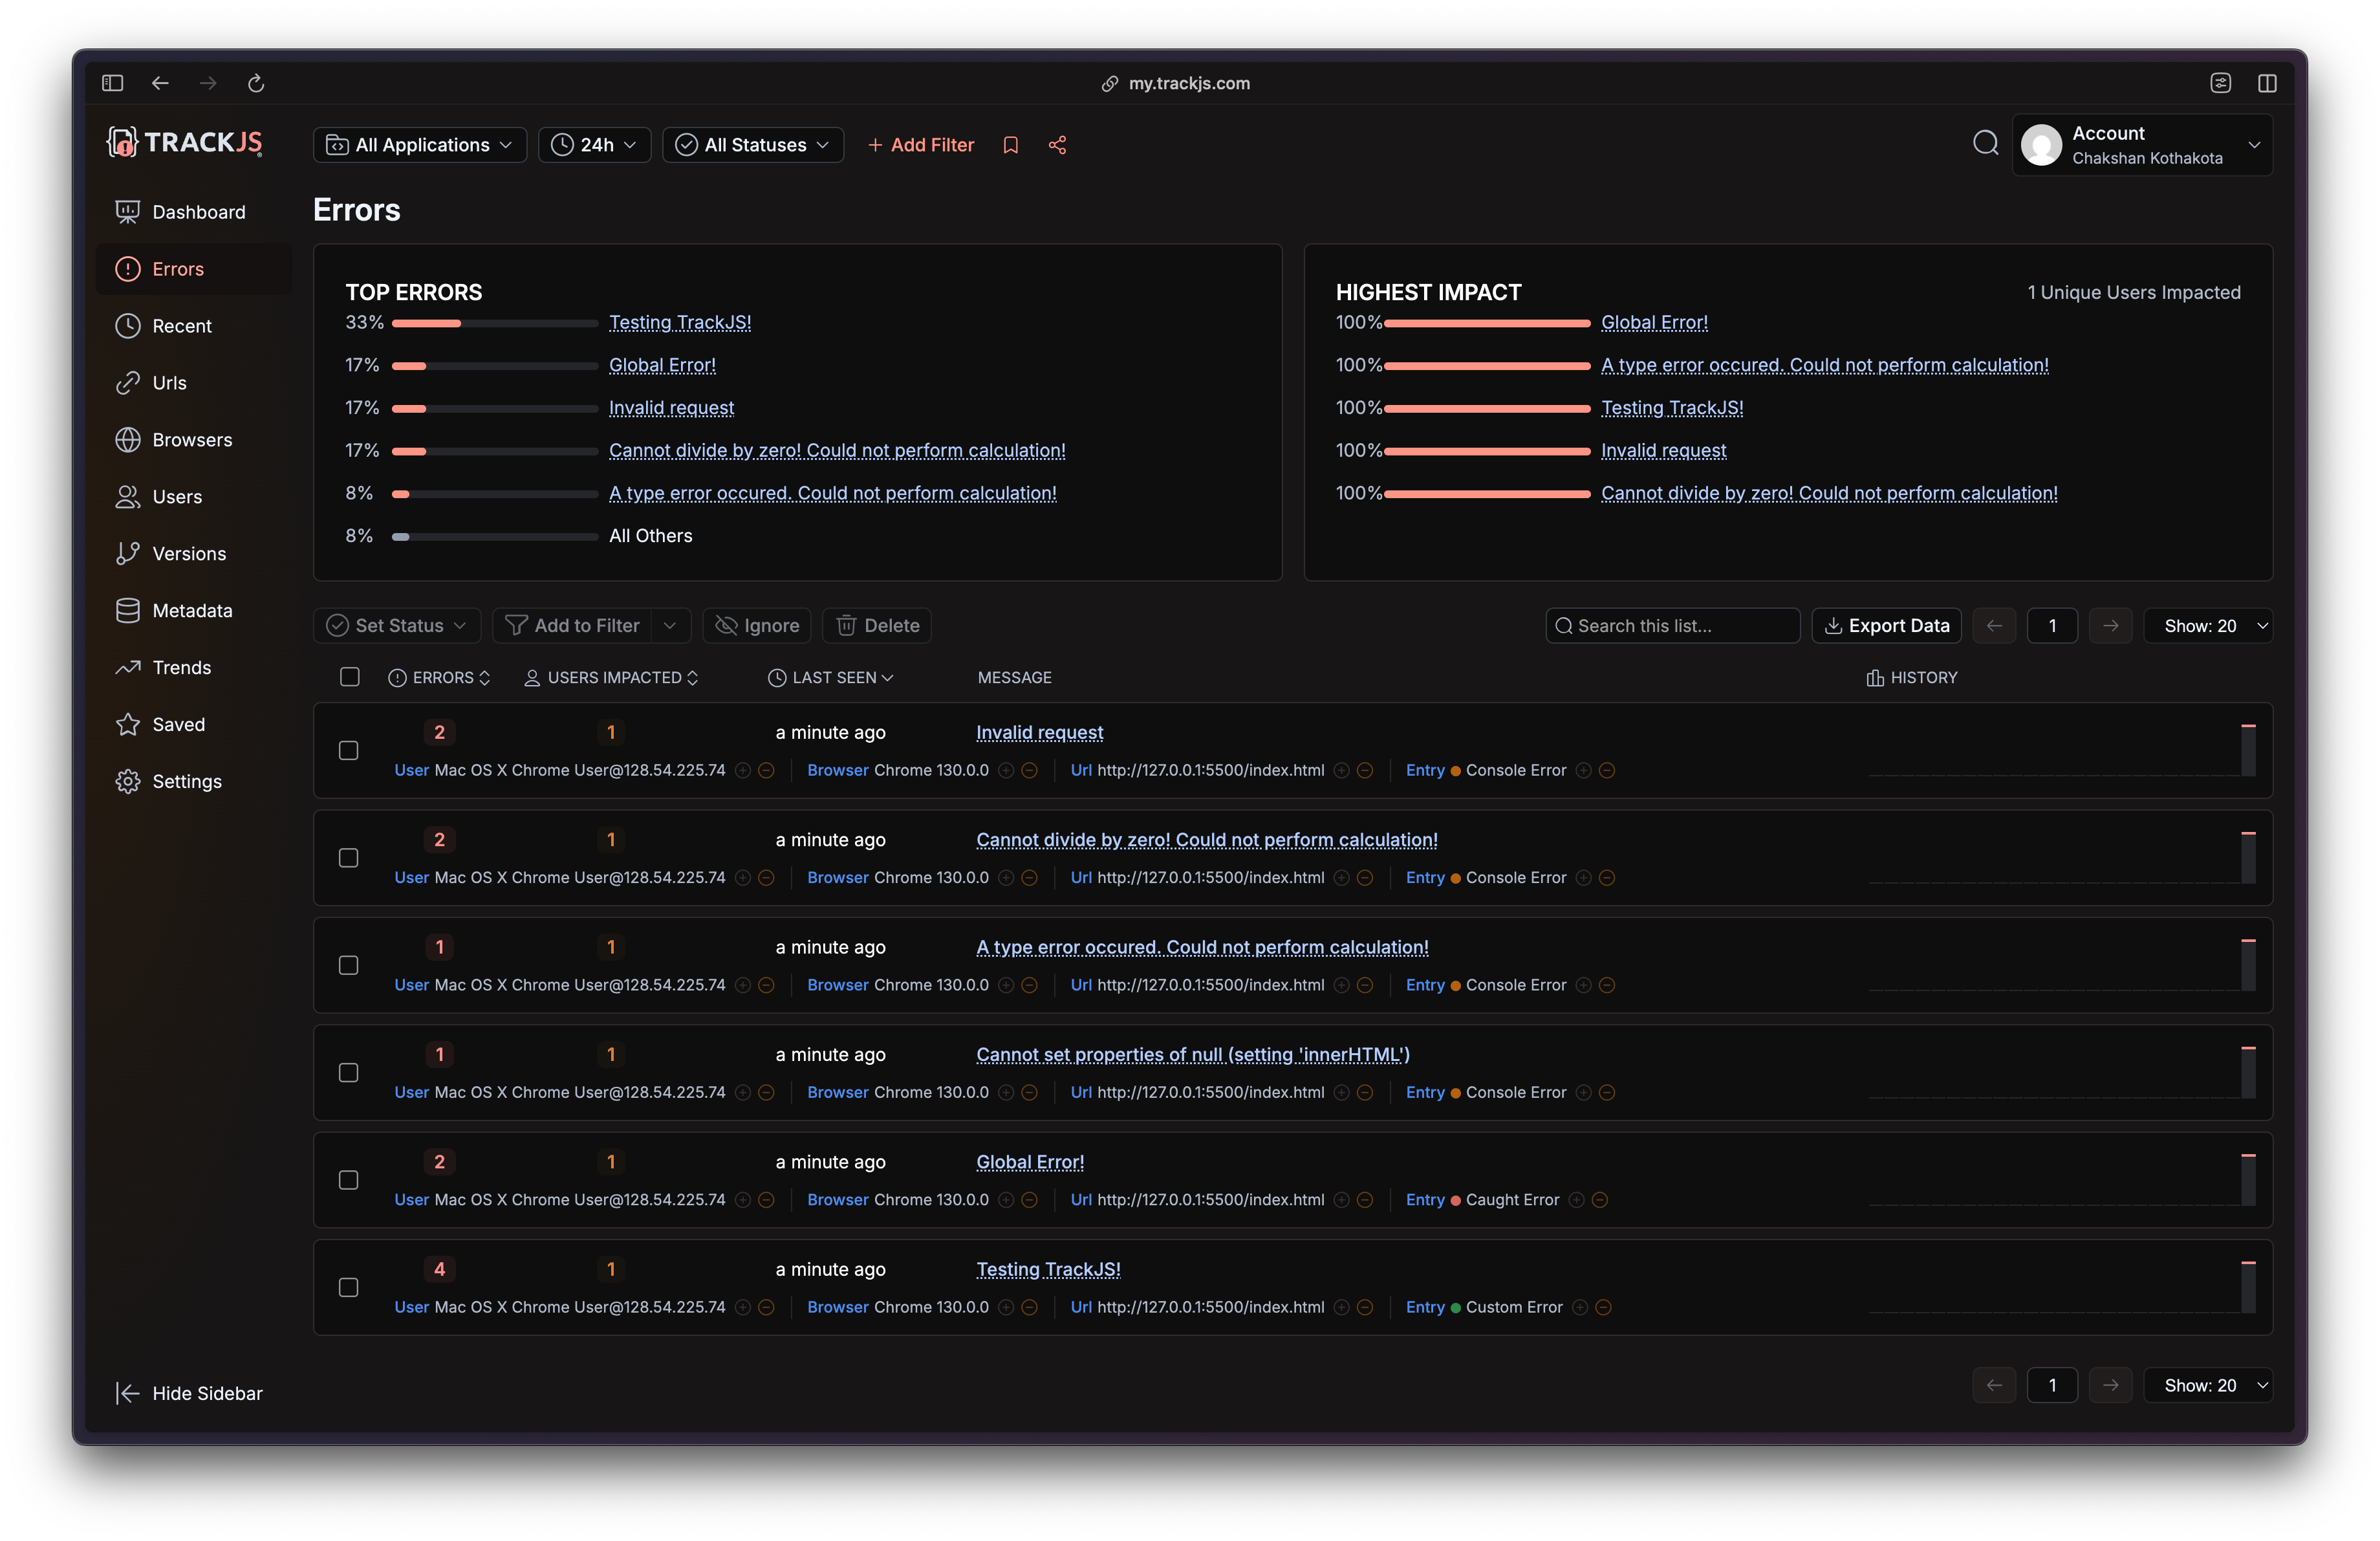 my.trackjs.com
TRACKJS
All Applications 24h All Statuses + Add Filter
Account
Chakshan Kothakota
Dashboard
Errors
Recent
Urls
Browsers
Users
Versions
Metadata
Trends
Saved
Settings
Hide Sidebar
Errors
TOP ERRORS
33% Testing TrackJS!
17% Global Error!
17% Invalid request
17% Cannot divide by zero! Could not perform calculation!
8% A type error occured. Could not perform calculation!
8% All Others
HIGHEST IMPACT 1 Unique Users Impacted
100% Global Error!
100% A type error occured. Could not perform calculation!
100% Testing TrackJS!
100% Invalid request
100% Cannot divide by zero! Could not perform calculation!
Set Status Add to Filter Ignore Delete Search this list... Export Data 1 Show: 20
ERRORS USERS IMPACTED LAST SEEN MESSAGE HISTORY
2 1 a minute ago Invalid request
User Mac OS X Chrome User@128.54.225.74 Browser Chrome 130.0.0 Url http://127.0.0.1:5500/index.html Entry Console Error
2 1 a minute ago Cannot divide by zero! Could not perform calculation!
User Mac OS X Chrome User@128.54.225.74 Browser Chrome 130.0.0 Url http://127.0.0.1:5500/index.html Entry Console Error
1 1 a minute ago A type error occured. Could not perform calculation!
User Mac OS X Chrome User@128.54.225.74 Browser Chrome 130.0.0 Url http://127.0.0.1:5500/index.html Entry Console Error
1 1 a minute ago Cannot set properties of null (setting 'innerHTML')
User Mac OS X Chrome User@128.54.225.74 Browser Chrome 130.0.0 Url http://127.0.0.1:5500/index.html Entry Console Error
2 1 a minute ago Global Error!
User Mac OS X Chrome User@128.54.225.74 Browser Chrome 130.0.0 Url http://127.0.0.1:5500/index.html Entry Caught Error
4 1 a minute ago Testing TrackJS!
User Mac OS X Chrome User@128.54.225.74 Browser Chrome 130.0.0 Url http://127.0.0.1:5500/index.html Entry Custom Error
1 Show: 20